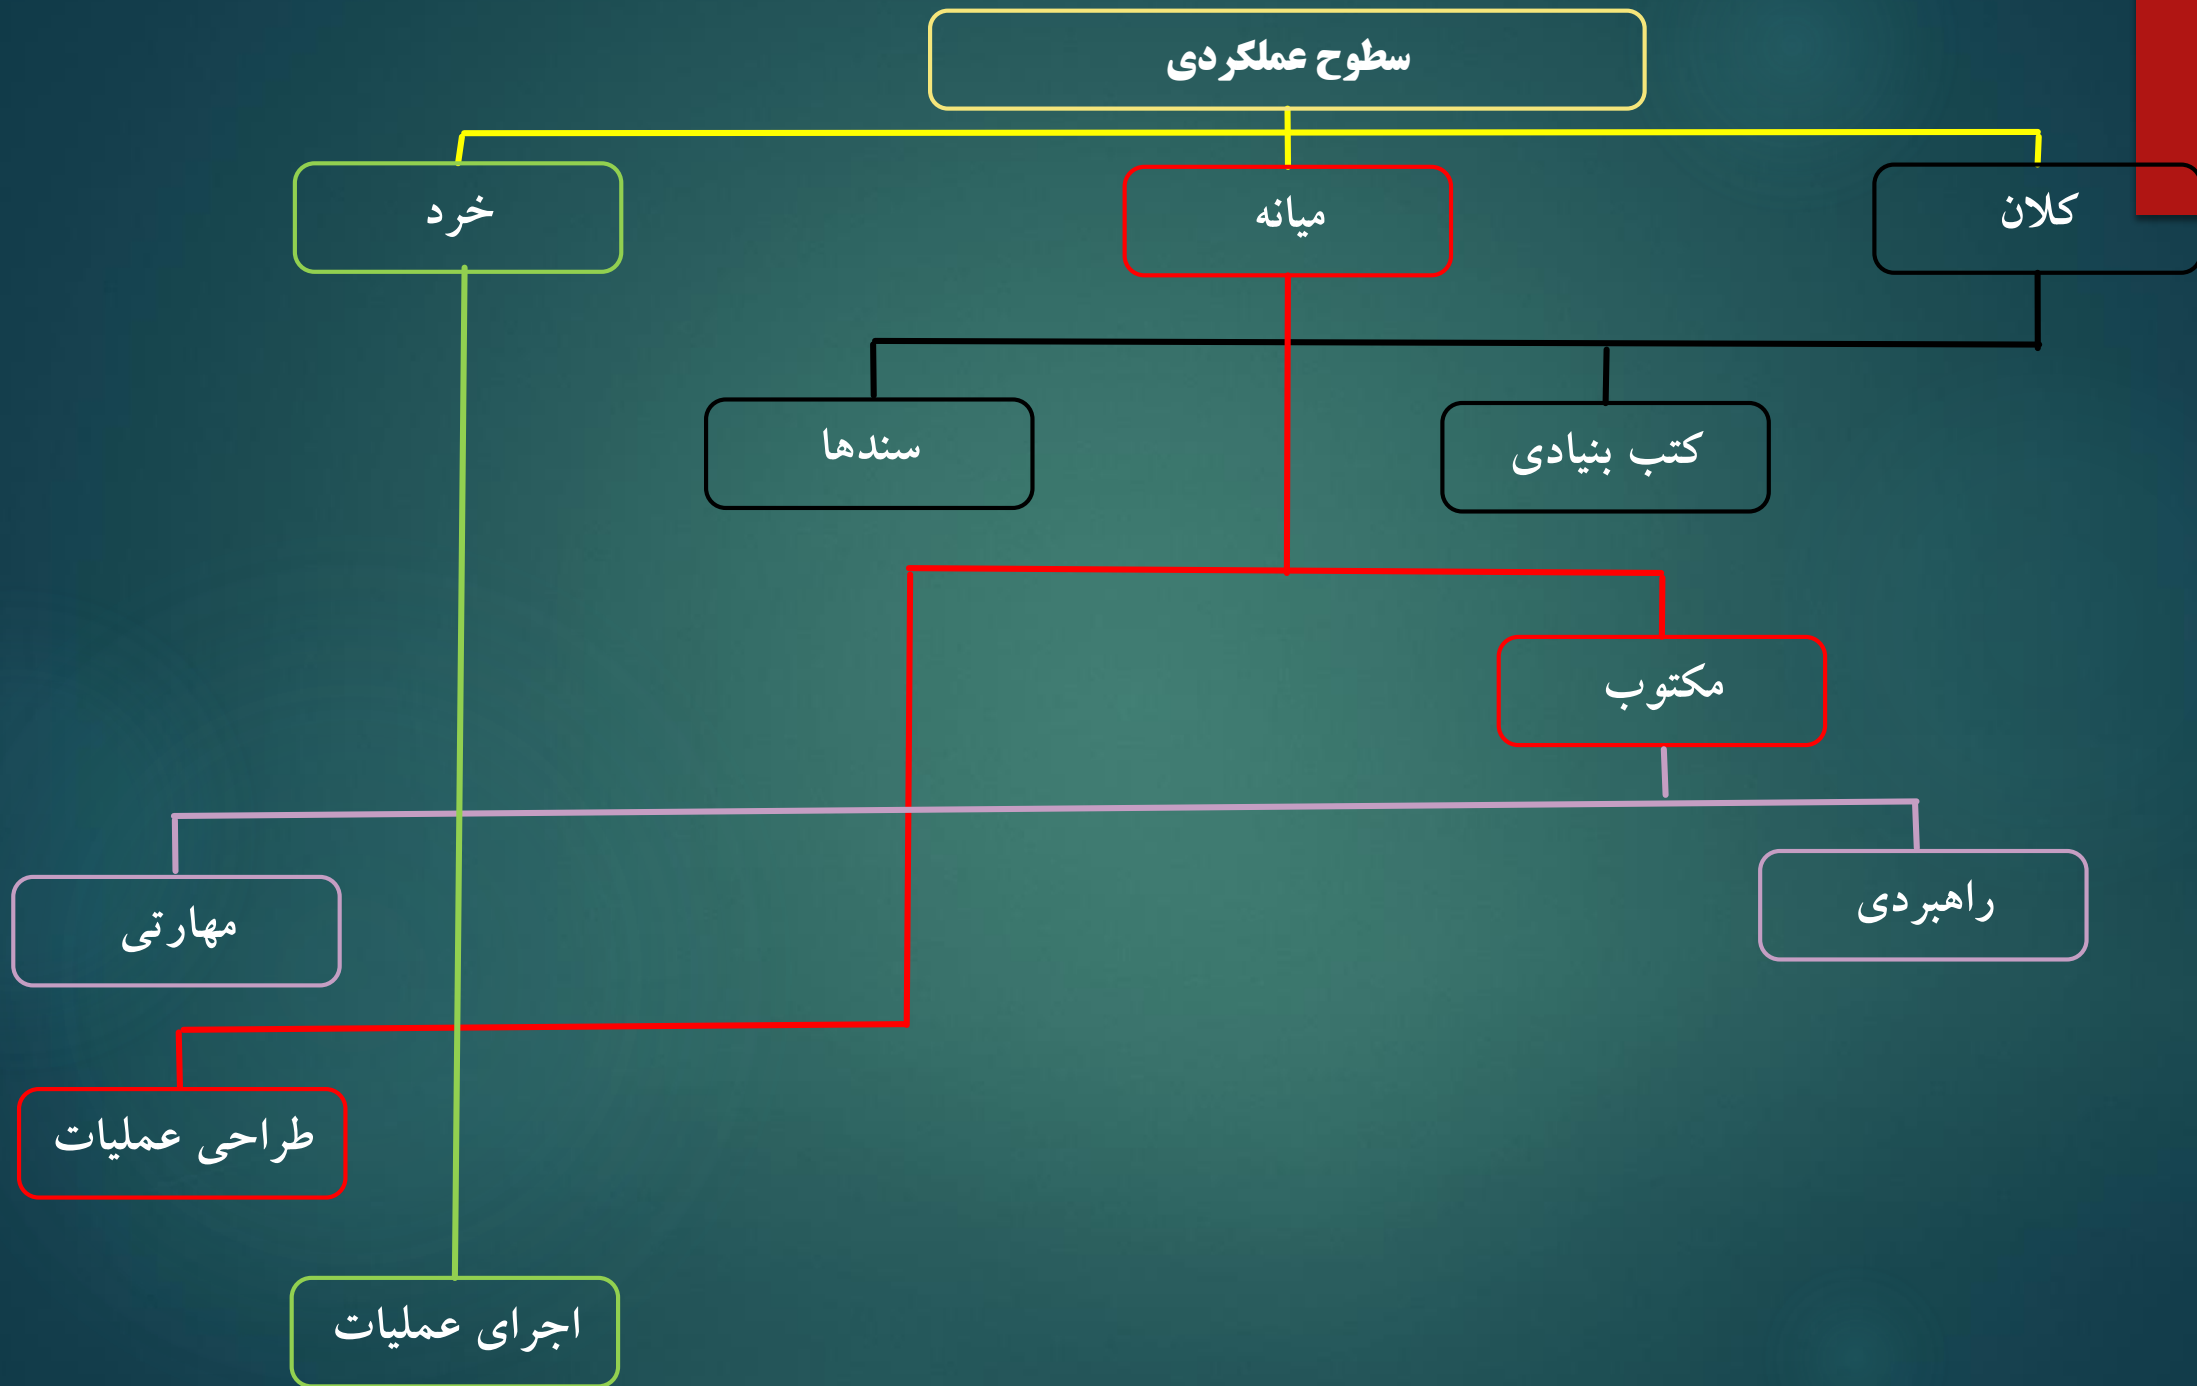 سطوح عملکردی
کلان
میانه
خرد
کتب بنیادی
سندها
مکتوب
راهبردی
مهارتی
طراحی عملیات
اجرای عملیات